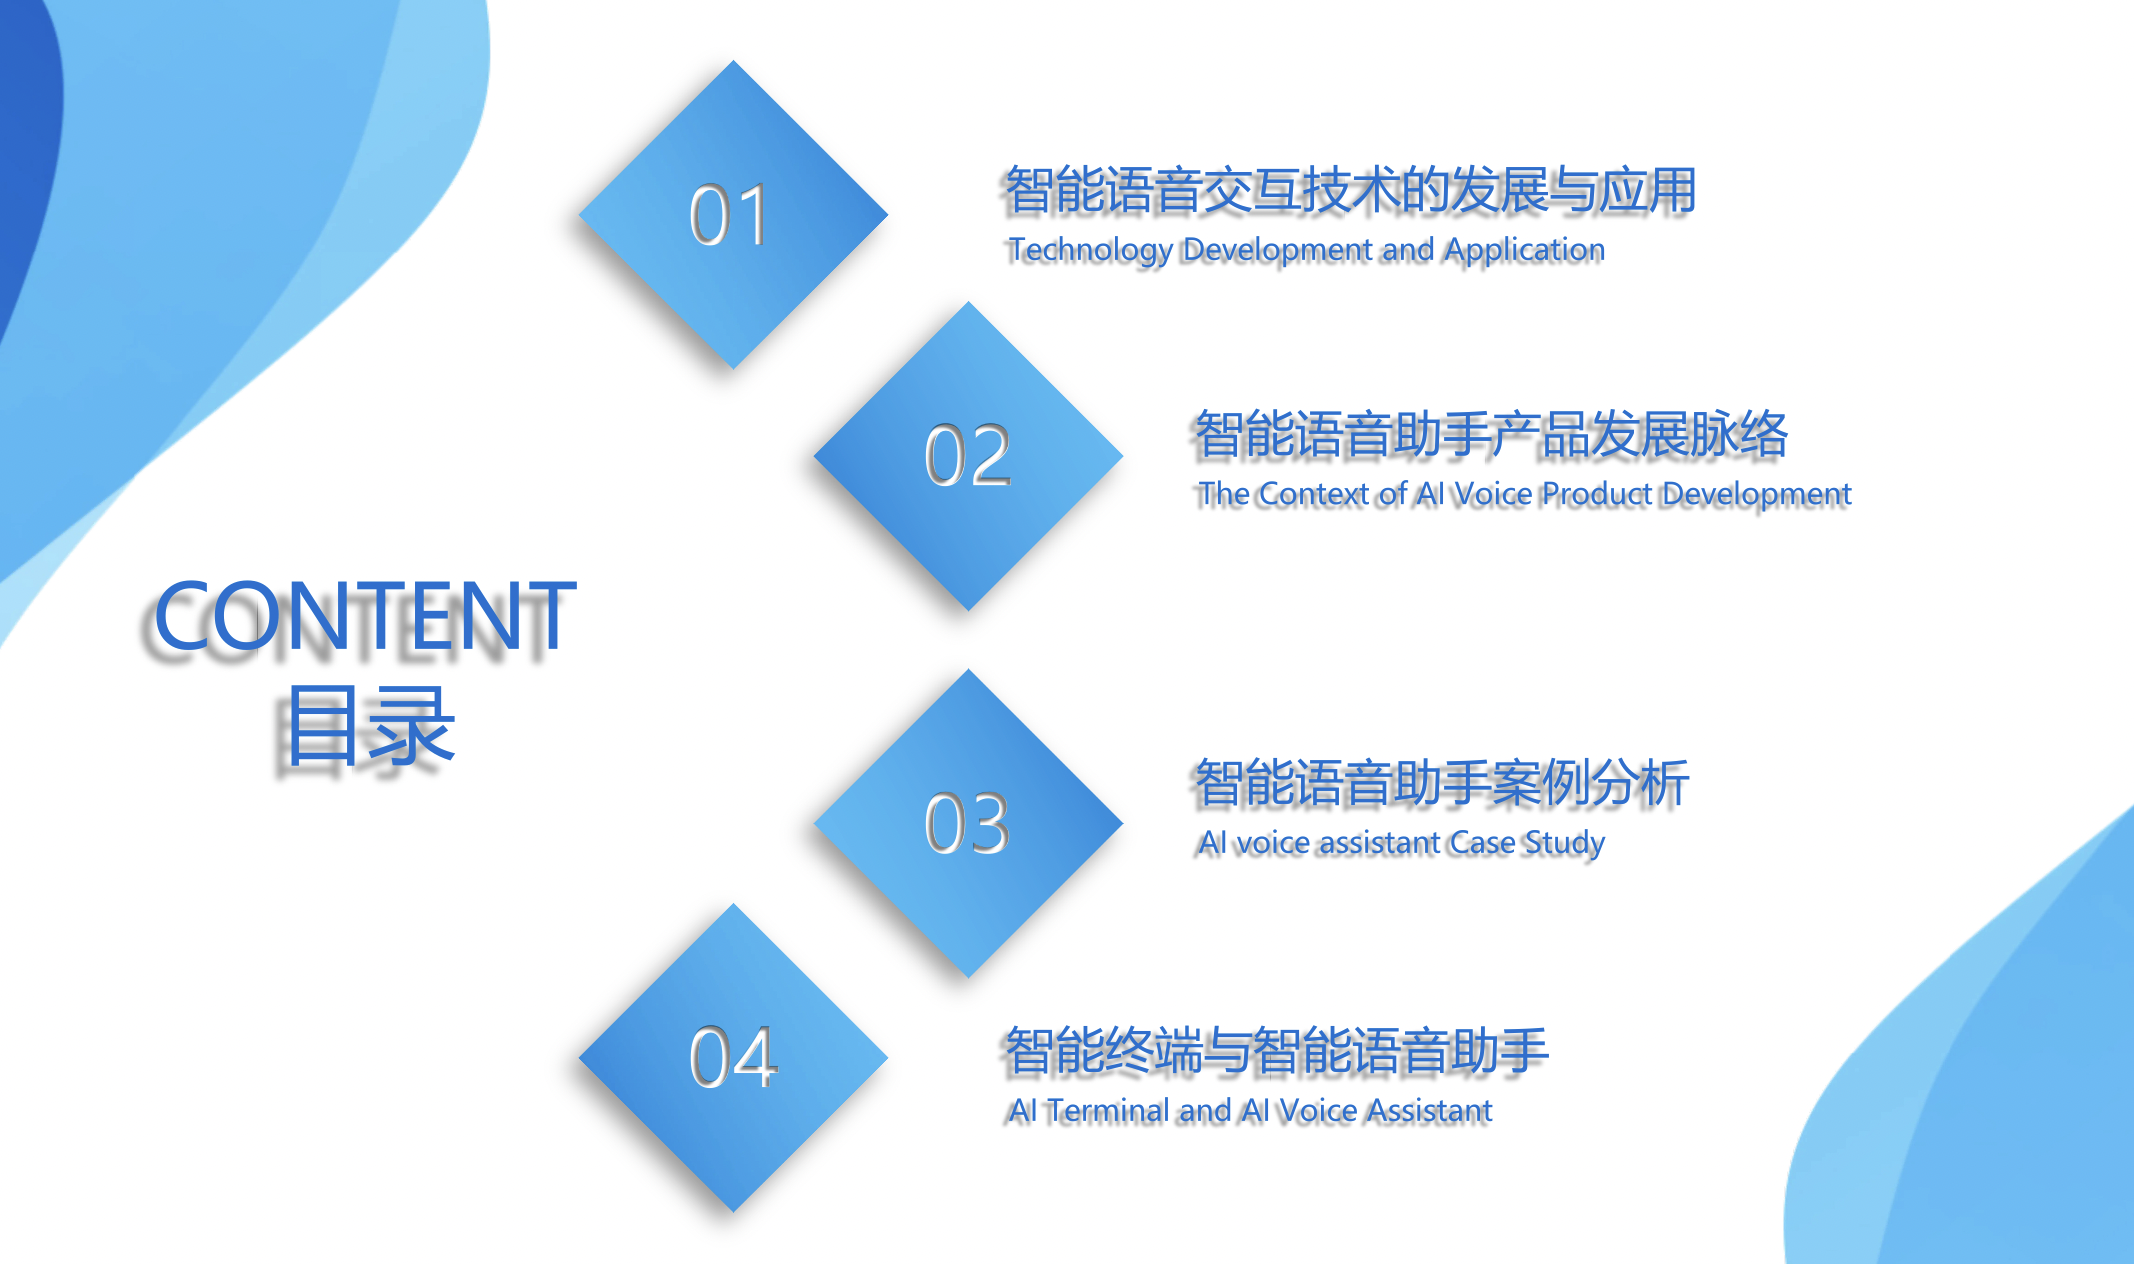 CONTENT
目录
01
智能语音交互技术的发展与应用
Technology Development and Application
02
智能语音助手产品发展脉络
The Context of AI Voice Product Development
03
智能语音助手案例分析
AI voice assistant Case Study
04
智能终端与智能语音助手
AI Terminal and AI Voice Assistant